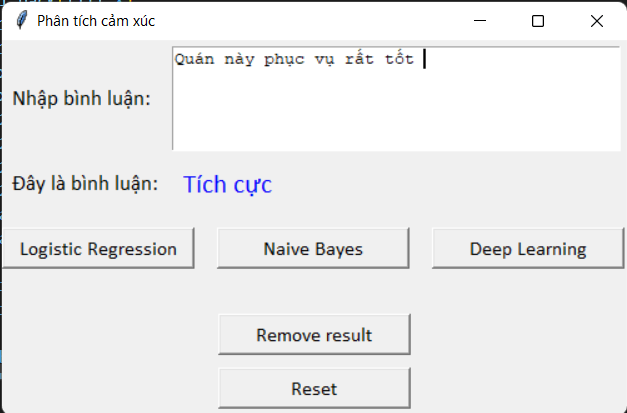 Phân tích cảm xúc
Quán này phục vụ rất tốt
Nhập bình luận:
Đây là bình luận: Tích cực
Logistic Regression Naive Bayes Deep Learning
Remove result
Reset